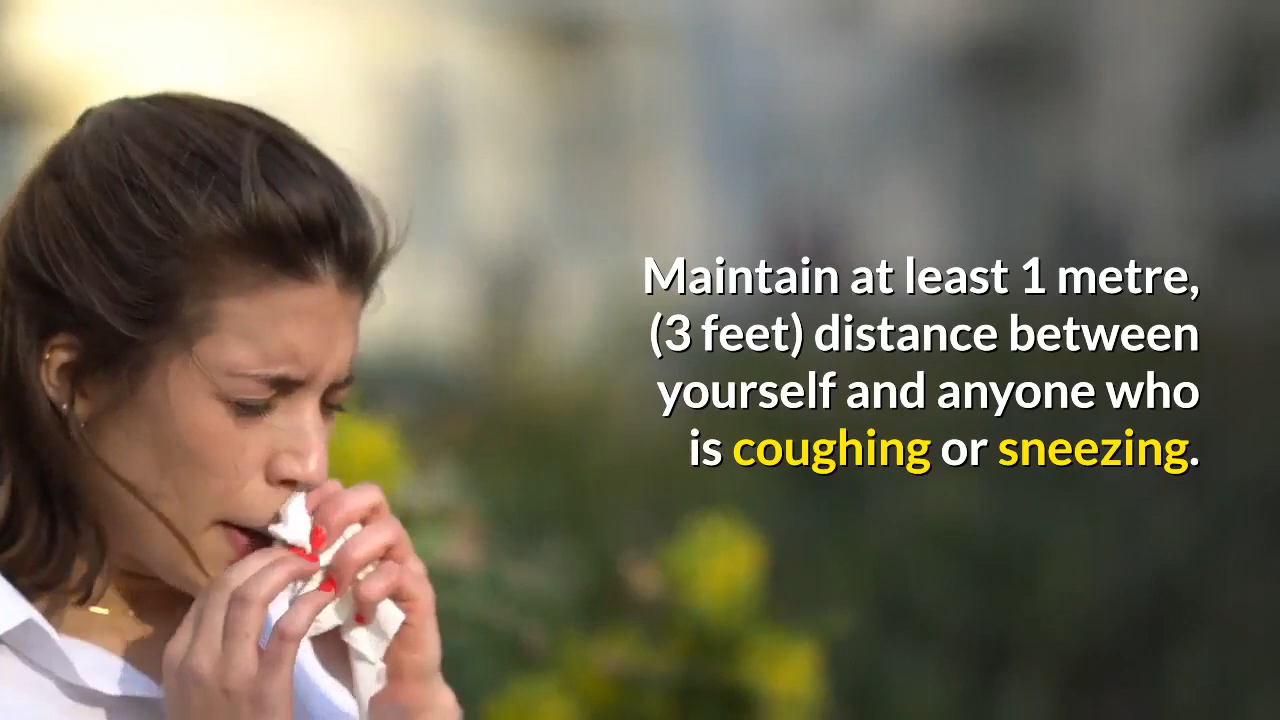 Maintain at least 1 metre,
(3 feet) distance between
yourself and anyone who
is coughing or sneezing.